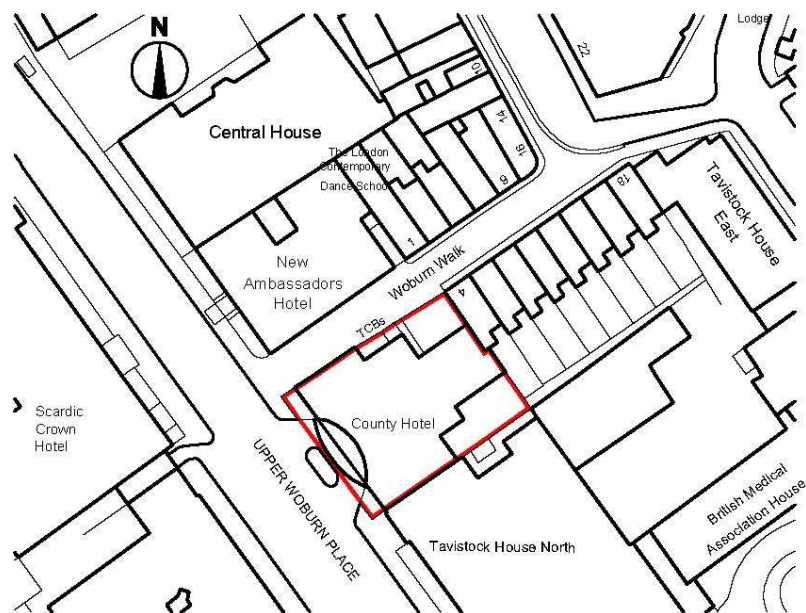 N
Lodge
22
10
Central House
14
The London
Contemporary
16
Dance School
6
18
Tavistock House
East
1
New
Ambassadors
Hotel
Woburn Walk
4
TCBs
Scardic
Crown
Hotel
County Hotel
UPPER WOBURN PLACE
British Medical
Association House
Tavistock House North